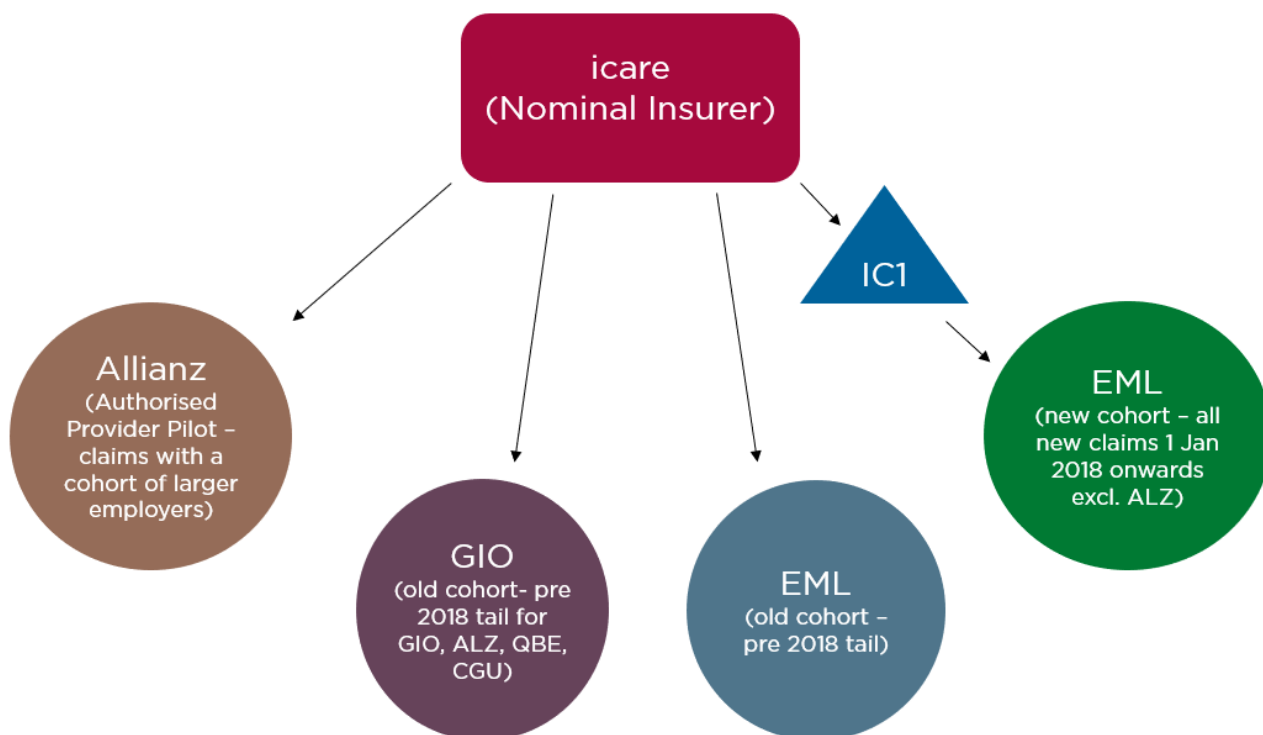 icare
(Nominal Insurer)
IC1
Allianz
(Authorised
Provider Pilot –
claims with a
cohort of larger
employers)
GIO
(old cohort- pre
2018 tail for
GIO, ALZ, QBE,
CGU)
EML
(old cohort –
pre 2018 tail)
EML
(new cohort – all
new claims 1 Jan
2018 onwards
excl. ALZ)